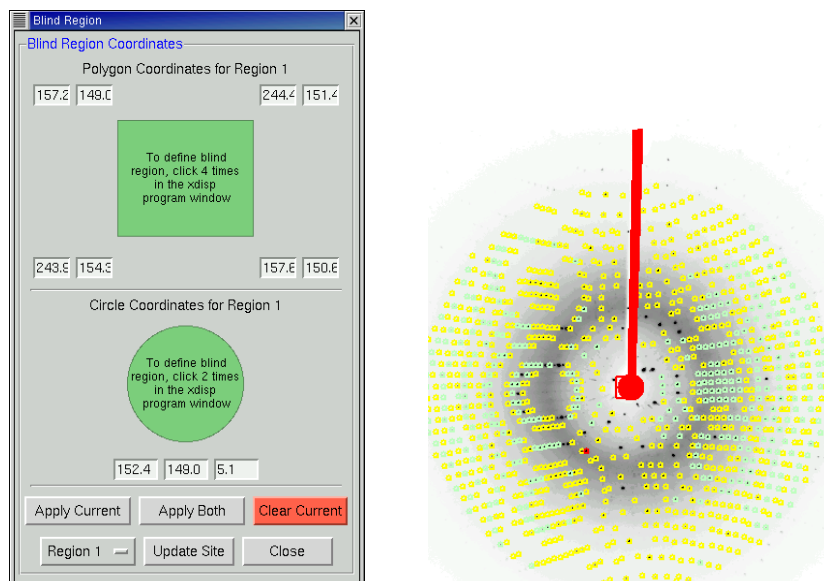 Blind Region
Blind Region Coordinates
Polygon Coordinates for Region 1
157.2 149.0 244.4 151.4
To define blind
region, click 4 times
in the xdisp
program window
243.9 154.3 157.6 150.6
Circle Coordinates for Region 1
To define blind
region, click 2 times
in the xdisp
program window
152.4 149.0 5.1
Apply Current Apply Both Clear Current
Region 1 Update Site Close